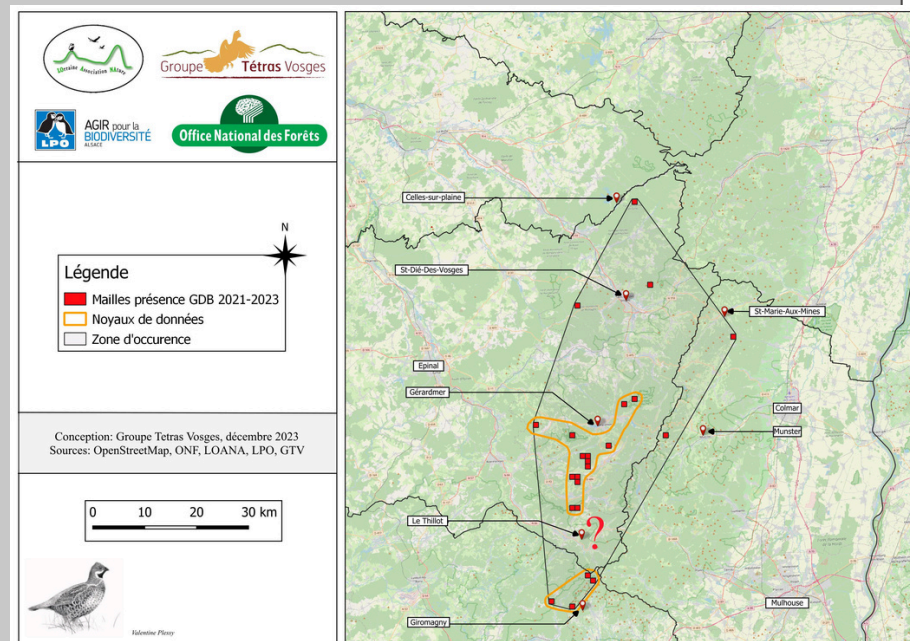 LOrraine Association NAture
Groupe Tétras Vosges
LPO
AGIR pour la
BIODIVERSITÉ
ALSACE
Office National des Forêts
N
Légende
Mailles présence GDB 2021-2023
Noyaux de données
Zone d'occurence
Conception: Groupe Tetras Vosges, décembre 2023
Sources: OpenStreetMap, ONF, LOANA, LPO, GTV
0 10 20 30 km
Valentine Plessy
Celles-sur-plaine
St-Dié-Des-Vosges
St-Marie-Aux-Mines
Epinal
Gérardmer
Colmar
Munster
Le Thillot
?
Mulhouse
Giromagny